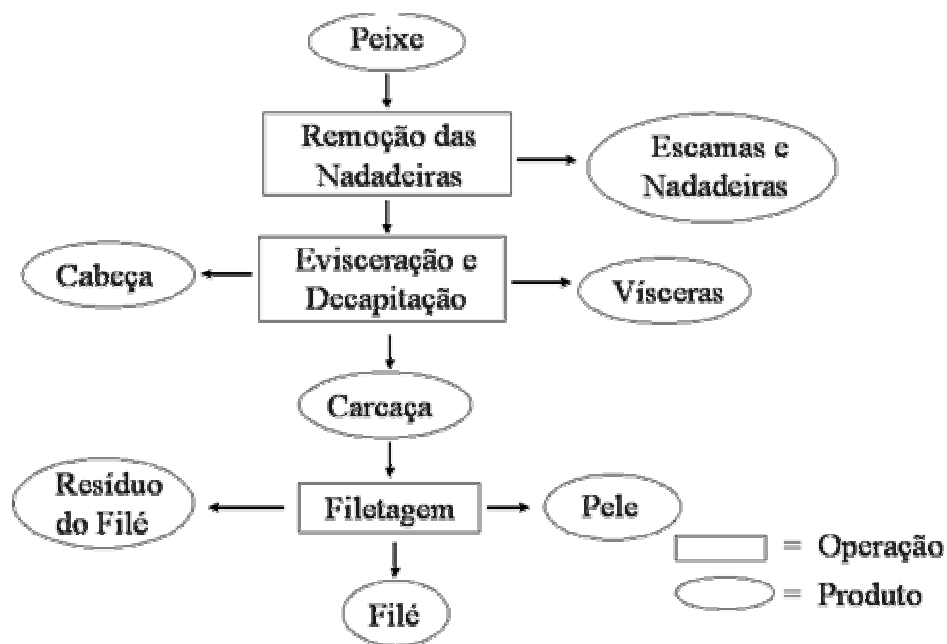 Peixe
Remoção das
Nadadeiras
Escamas e
Nadadeiras
Cabeça
Evisceração e
Decapitação
Vísceras
Carcaça
Resíduo
do Filé
Filetagem
Pele
Filé
= Operação
= Produto